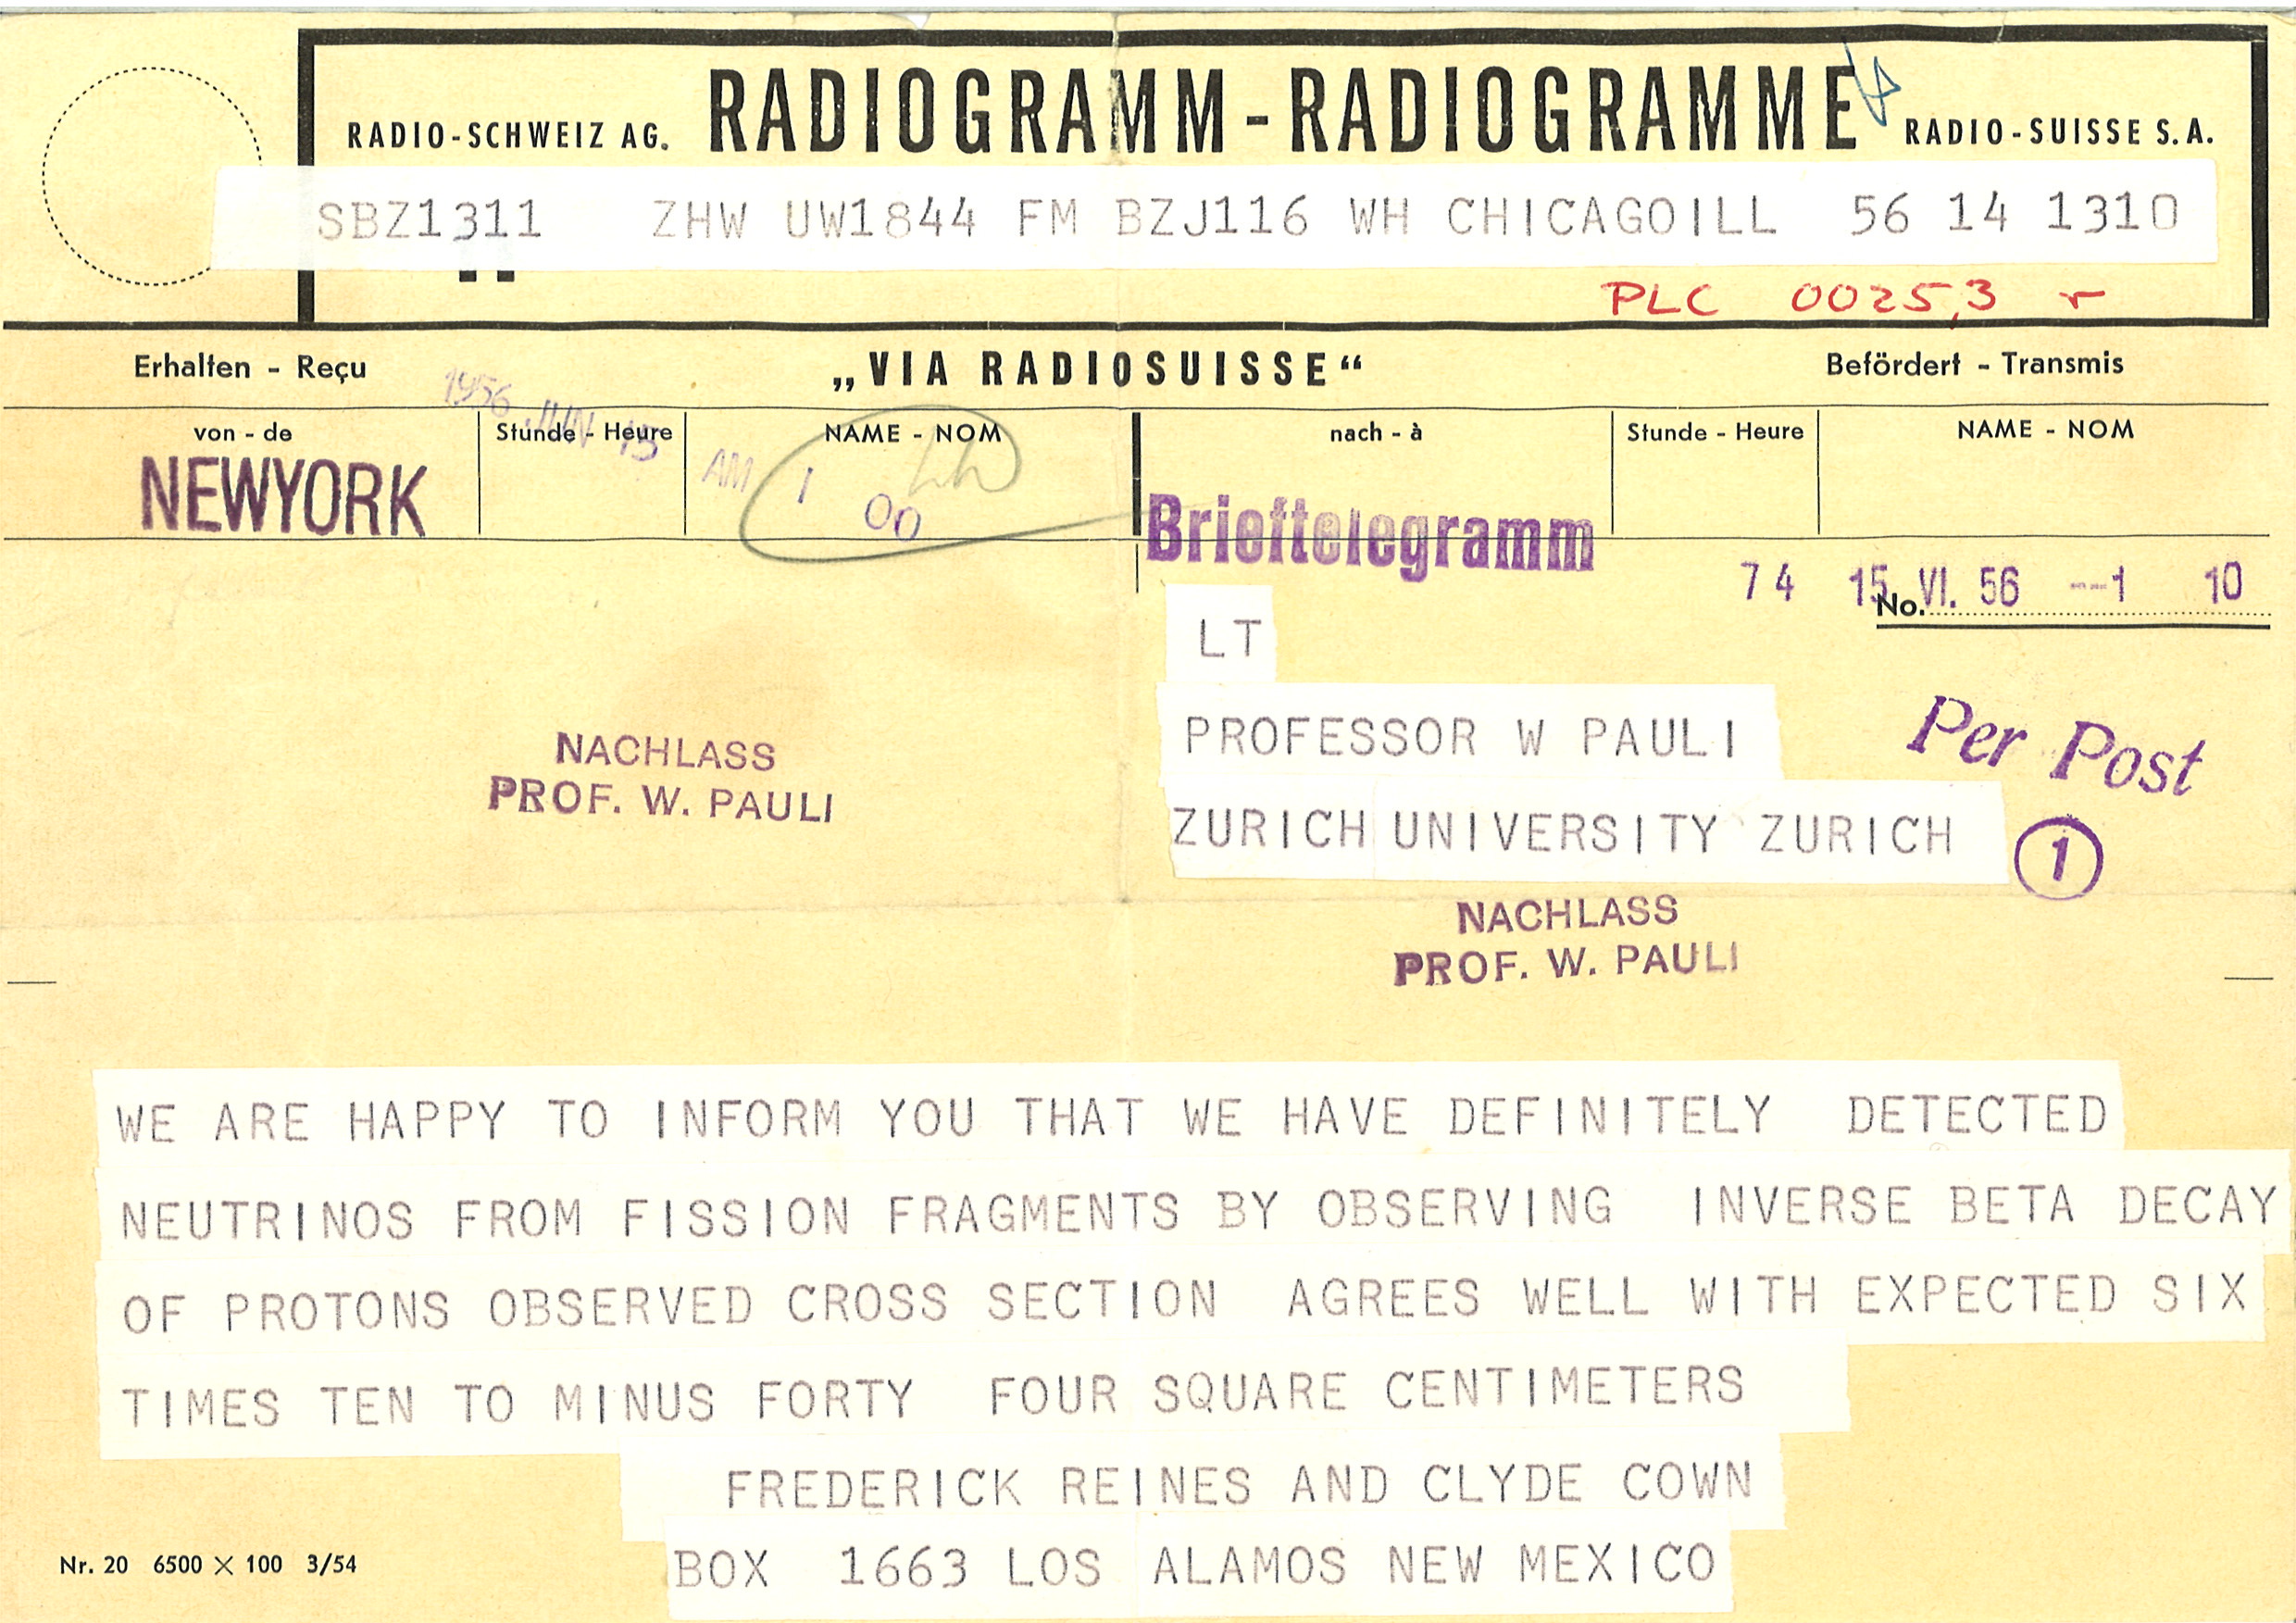 RADIO-SCHWEIZ AG. RADIOGRAMM-RADIOGRAMME RADIO-SUISSE S.A.
SBZ1311 ZHW UW1844 FM BZJ116 WH CHICAGOILL 56 14 1310
PLC 0025,3 r
Erhalten - Reçu „VIA RADIOSUISSE“ Befördert - Transmis
1956 JUN 15 AM 1 00
von - de Stunde - Heure NAME - NOM nach - à Stunde - Heure NAME - NOM
NEWYORK
Brieftelegramm
74 15. VI. 56 --1 10
No.
LT
PROFESSOR W PAULI
ZURICH UNIVERSITY ZURICH
Per Post
1
NACHLASS
PROF. W. PAULI
NACHLASS
PROF. W. PAULI
WE ARE HAPPY TO INFORM YOU THAT WE HAVE DEFINITELY DETECTED
NEUTRINOS FROM FISSION FRAGMENTS BY OBSERVING INVERSE BETA DECAY
OF PROTONS OBSERVED CROSS SECTION AGREES WELL WITH EXPECTED SIX
TIMES TEN TO MINUS FORTY FOUR SQUARE CENTIMETERS
FREDERICK REINES AND CLYDE COWN
BOX 1663 LOS ALAMOS NEW MEXICO
Nr. 20 6500 × 100 3/54